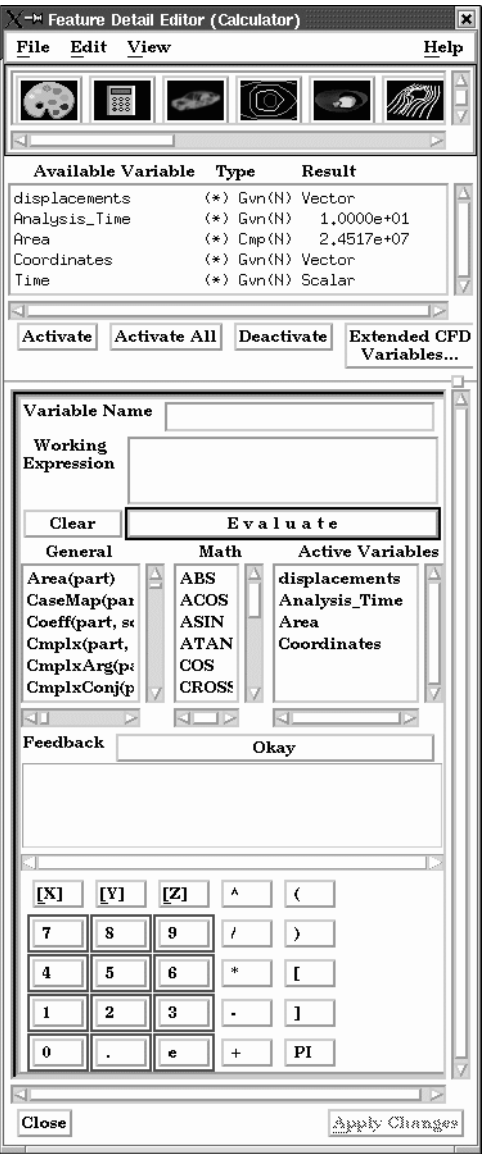 Feature Detail Editor (Calculator)
File Edit View Help
Available Variable Type Result
displacements (*) Gvn(N) Vector
Analysis_Time (*) Gvn(N) 1.0000e+01
Area (*) Cmp(N) 2.4517e+07
Coordinates (*) Gvn(N) Vector
Time (*) Gvn(N) Scalar
Activate Activate All Deactivate Extended CFD
Variables...
Variable Name
Working
Expression
Clear Evaluate
General Math Active Variables
Area(part) ABS displacements
CaseMap(par ACOS Analysis_Time
Coeff(part, sc ASIN Area
Cmplx(part, ATAN Coordinates
CmplxArg(pa COS
CmplxConj(p CROSS
Feedback Okay
[X] [Y] [Z] ^ (
7 8 9 / )
4 5 6 * [
1 2 3 - ]
0 . e + PI
Close Apply Changes